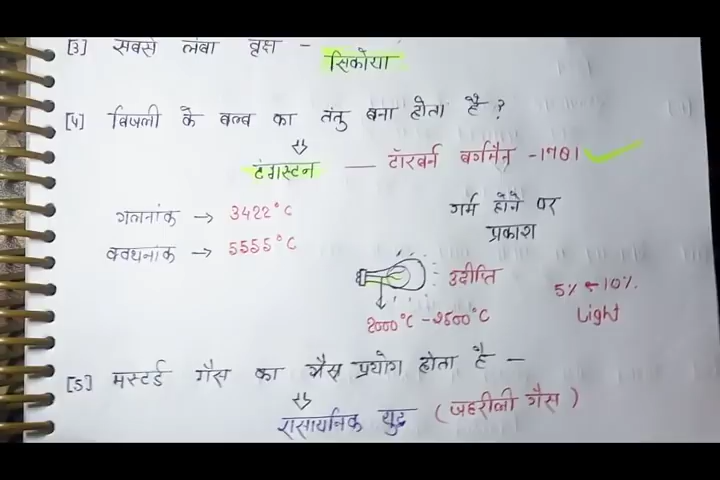 [3] सबसे लंबा वृक्ष -
सिकोया
[4] बिजली के बल्ब का तंतु बना होता है ?
टंगस्टन — टॉरबर्न बर्गमैन - 1781
गलनांक → 3422°C
गर्म होने पर
प्रकाश
क्वथनांक → 5555°C
उदीप्ति
5% - 10%
Light
2000°C - 2500°C
[5] मस्टर्ड गैस का गैस प्रयोग होता है -
रासायनिक युद्ध (जहरीली गैस)